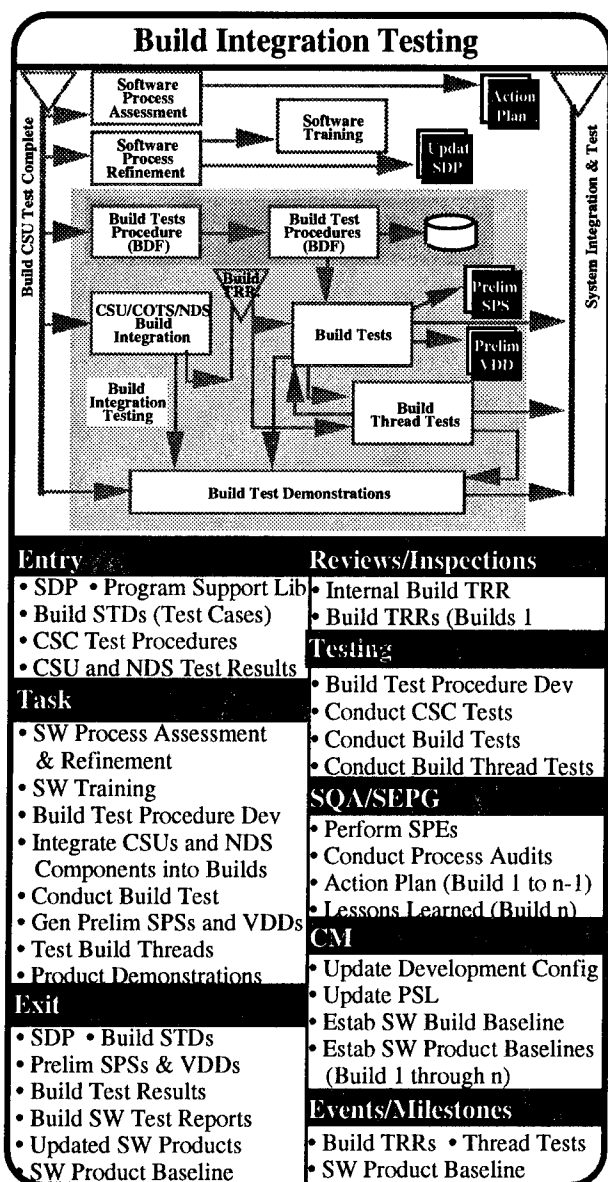 Build Integration Testing
Build CSU Test Complete
Software
Process
Assessment
Action
Plan
Software
Training
Software
Process
Refinement
Updat
SDP
System Integration & Test
Build Tests
Procedure
(BDF)
Build Test
Procedures
(BDF)
Build
TRR
Prelim
SPS
CSU/COTS/NDS
Build
Integration
Build Tests
Prelim
VDD
Build
Integration
Testing
Build
Thread Tests
Build Test Demonstrations
Entry
• SDP • Program Support Lib
• Build STDs (Test Cases)
• CSC Test Procedures
• CSU and NDS Test Results
Task
• SW Process Assessment
& Refinement
• SW Training
• Build Test Procedure Dev
• Integrate CSUs and NDS
Components into Builds
• Conduct Build Test
• Gen Prelim SPSs and VDDs
• Test Build Threads
• Product Demonstrations
Exit
• SDP • Build STDs
• Prelim SPSs & VDDs
• Build Test Results
• Build SW Test Reports
• Updated SW Products
• SW Product Baseline
Reviews/Inspections
• Internal Build TRR
• Build TRRs (Builds 1
Testing
• Build Test Procedure Dev
• Conduct CSC Tests
• Conduct Build Tests
• Conduct Build Thread Tests
SQA/SEPG
• Perform SPEs
• Conduct Process Audits
• Action Plan (Build 1 to n-1)
• Lessons Learned (Build n)
CM
• Update Development Config
• Update PSL
• Estab SW Build Baseline
• Estab SW Product Baselines
(Build 1 through n)
Events/Milestones
• Build TRRs • Thread Tests
• SW Product Baseline